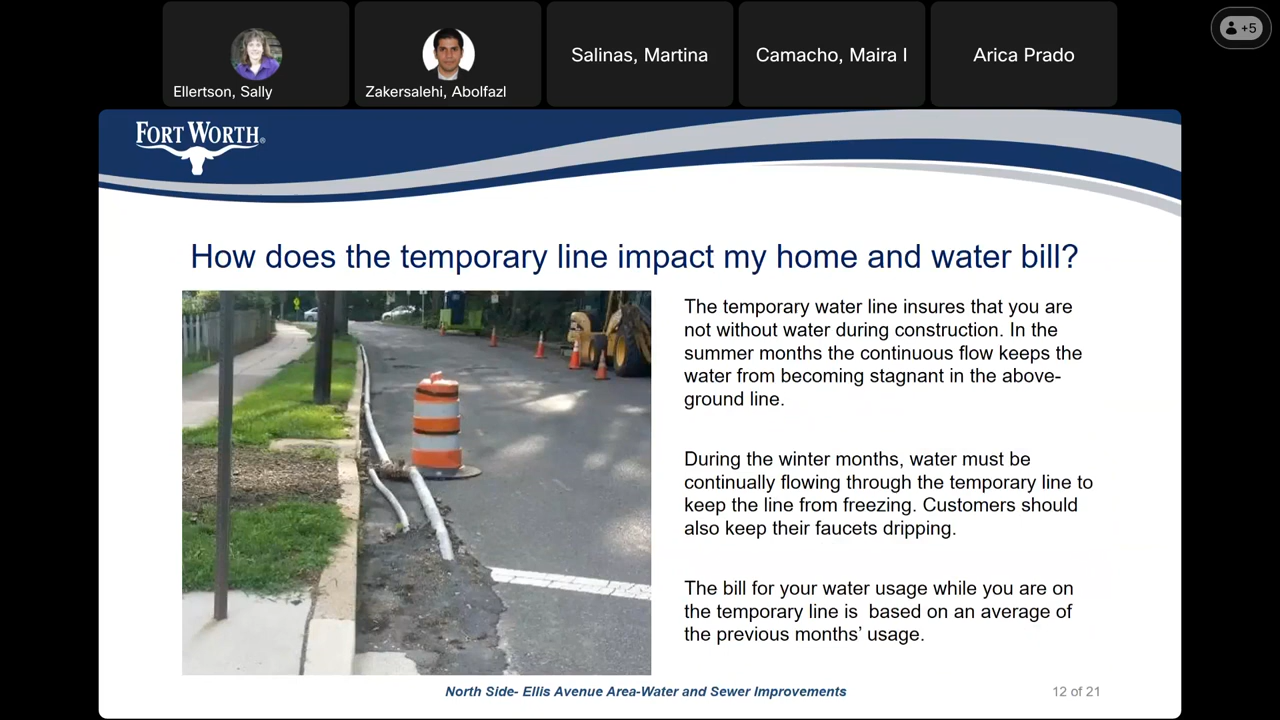 +5
Salinas, Martina
Camacho, Maira I
Arica Prado
Ellertson, Sally
Zakersalehi, Abolfazl
FORT WORTH®
How does the temporary line impact my home and water bill?
The temporary water line insures that you are
not without water during construction. In the
summer months the continuous flow keeps the
water from becoming stagnant in the above-
ground line.
During the winter months, water must be
continually flowing through the temporary line to
keep the line from freezing. Customers should
also keep their faucets dripping.
The bill for your water usage while you are on
the temporary line is  based on an average of
the previous months’ usage.
North Side- Ellis Avenue Area-Water and Sewer Improvements
12 of 21